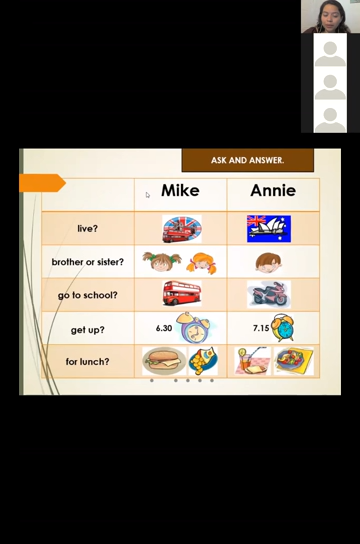 ASK AND ANSWER.
Mike Annie
live?
brother or sister?
go to school?
get up? 6.30 7.15
for lunch?